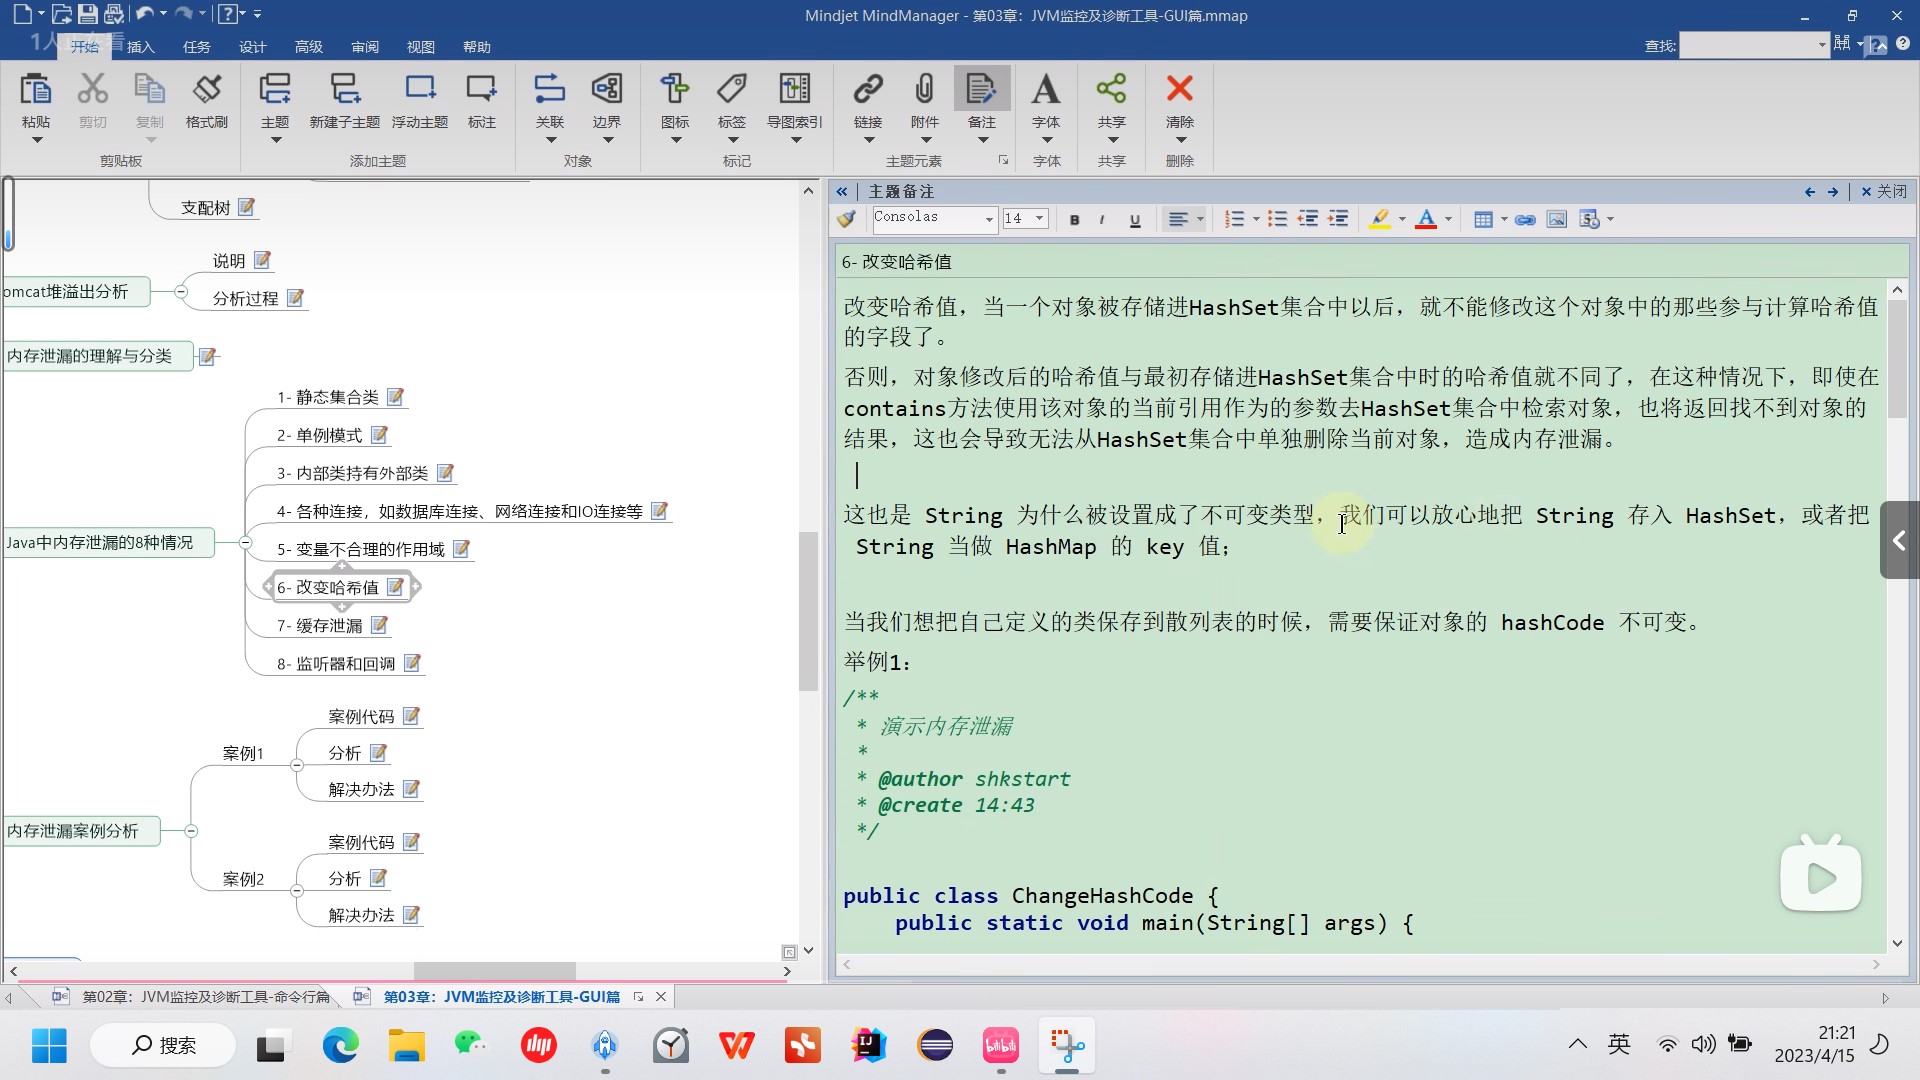 Mindjet MindManager - 第03章：JVM监控及诊断工具-GUI篇.mmap
1人正在看
开始 插入 任务 设计 高级 审阅 视图 帮助
查找:
粘贴 剪切 复制 格式刷 主题 新建子主题 浮动主题 标注 关联 边界 图标 标签 导图索引 链接 附件 备注 字体 共享 清除
剪贴板 添加主题 对象 标记 主题元素 字体 共享 删除
支配树
说明
omcat堆溢出分析
分析过程
内存泄漏的理解与分类
1- 静态集合类
2- 单例模式
3- 内部类持有外部类
4- 各种连接，如数据库连接、网络连接和IO连接等
Java中内存泄漏的8种情况
5- 变量不合理的作用域
6- 改变哈希值
7- 缓存泄漏
8- 监听器和回调
案例代码
案例1
分析
解决办法
内存泄漏案例分析
案例代码
案例2
分析
解决办法
主题备注
关闭
Consolas 14 B I U
6- 改变哈希值
改变哈希值，当一个对象被存储进HashSet集合中以后，就不能修改这个对象中的那些参与计算哈希值
的字段了。
否则，对象修改后的哈希值与最初存储进HashSet集合中时的哈希值就不同了，在这种情况下，即使在
contains方法使用该对象的当前引用作为的参数去HashSet集合中检索对象，也将返回找不到对象的
结果，这也会导致无法从HashSet集合中单独删除当前对象，造成内存泄漏。
这也是 String 为什么被设置成了不可变类型，我们可以放心地把 String 存入 HashSet，或者把
String 当做 HashMap 的 key 值；
当我们想把自己定义的类保存到散列表的时候，需要保证对象的 hashCode 不可变。
举例1：
/**
* 演示内存泄漏
*
* @author shkstart
* @create 14:43
*/
public class ChangeHashCode {
public static void main(String[] args) {
第02章：JVM监控及诊断工具-命令行篇
第03章：JVM监控及诊断工具-GUI篇
搜索
英
21:21
2023/4/15